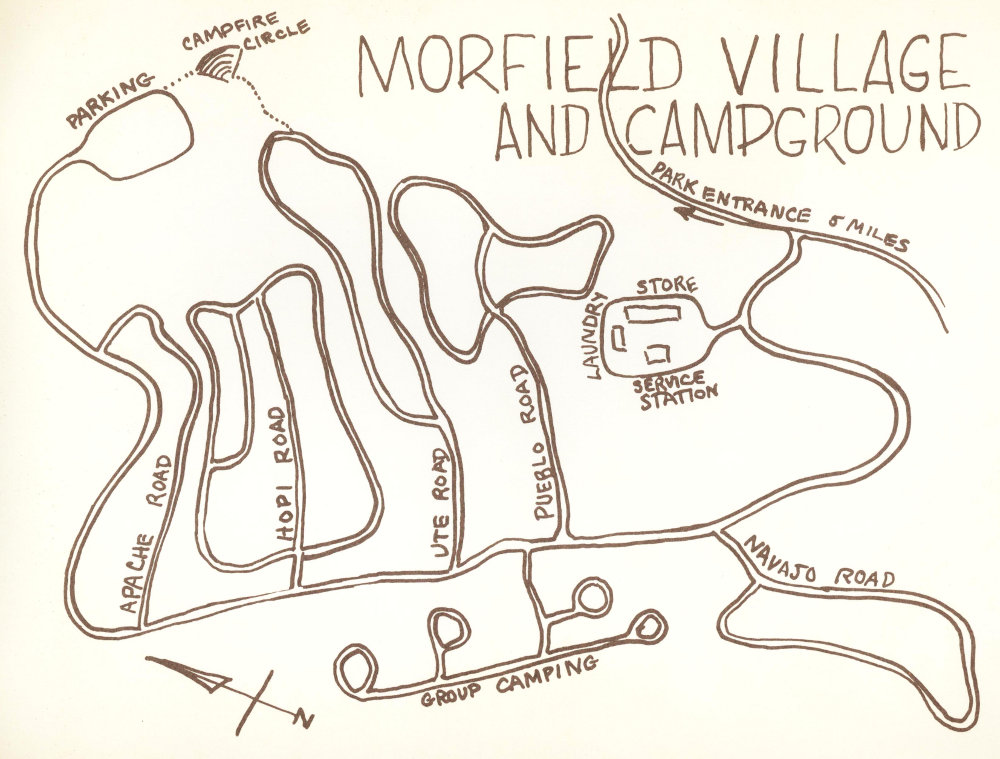 MORFIELD VILLAGE
AND CAMPGROUND
CAMPFIRE
CIRCLE
PARKING
PARK ENTRANCE 5 MILES
STORE
LAUNDRY
SERVICE
STATION
APACHE ROAD
HOPI ROAD
UTE ROAD
PUEBLO ROAD
NAVAJO ROAD
GROUP CAMPING
N